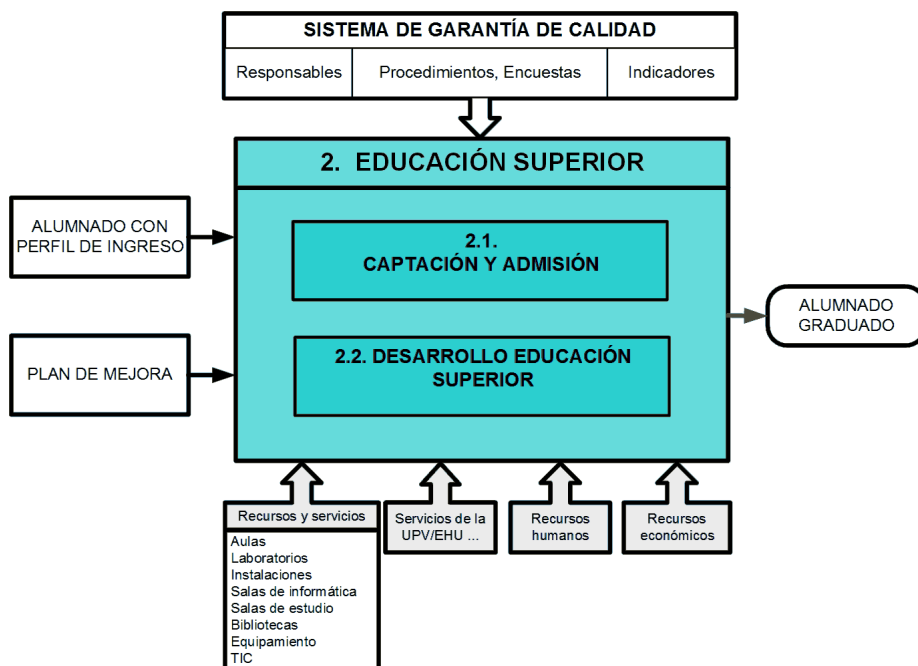 SISTEMA DE GARANTÍA DE CALIDAD
Responsables
Procedimientos, Encuestas
Indicadores
2. EDUCACIÓN SUPERIOR
ALUMNADO CON
PERFIL DE INGRESO
2.1.
CAPTACIÓN Y ADMISIÓN
ALUMNADO
GRADUADO
PLAN DE MEJORA
2.2. DESARROLLO EDUCACIÓN
SUPERIOR
Recursos y servicios
Aulas
Laboratorios
Instalaciones
Salas de informática
Salas de estudio
Bibliotecas
Equipamiento
TIC
Servicios de la
UPV/EHU ...
Recursos
humanos
Recursos
económicos